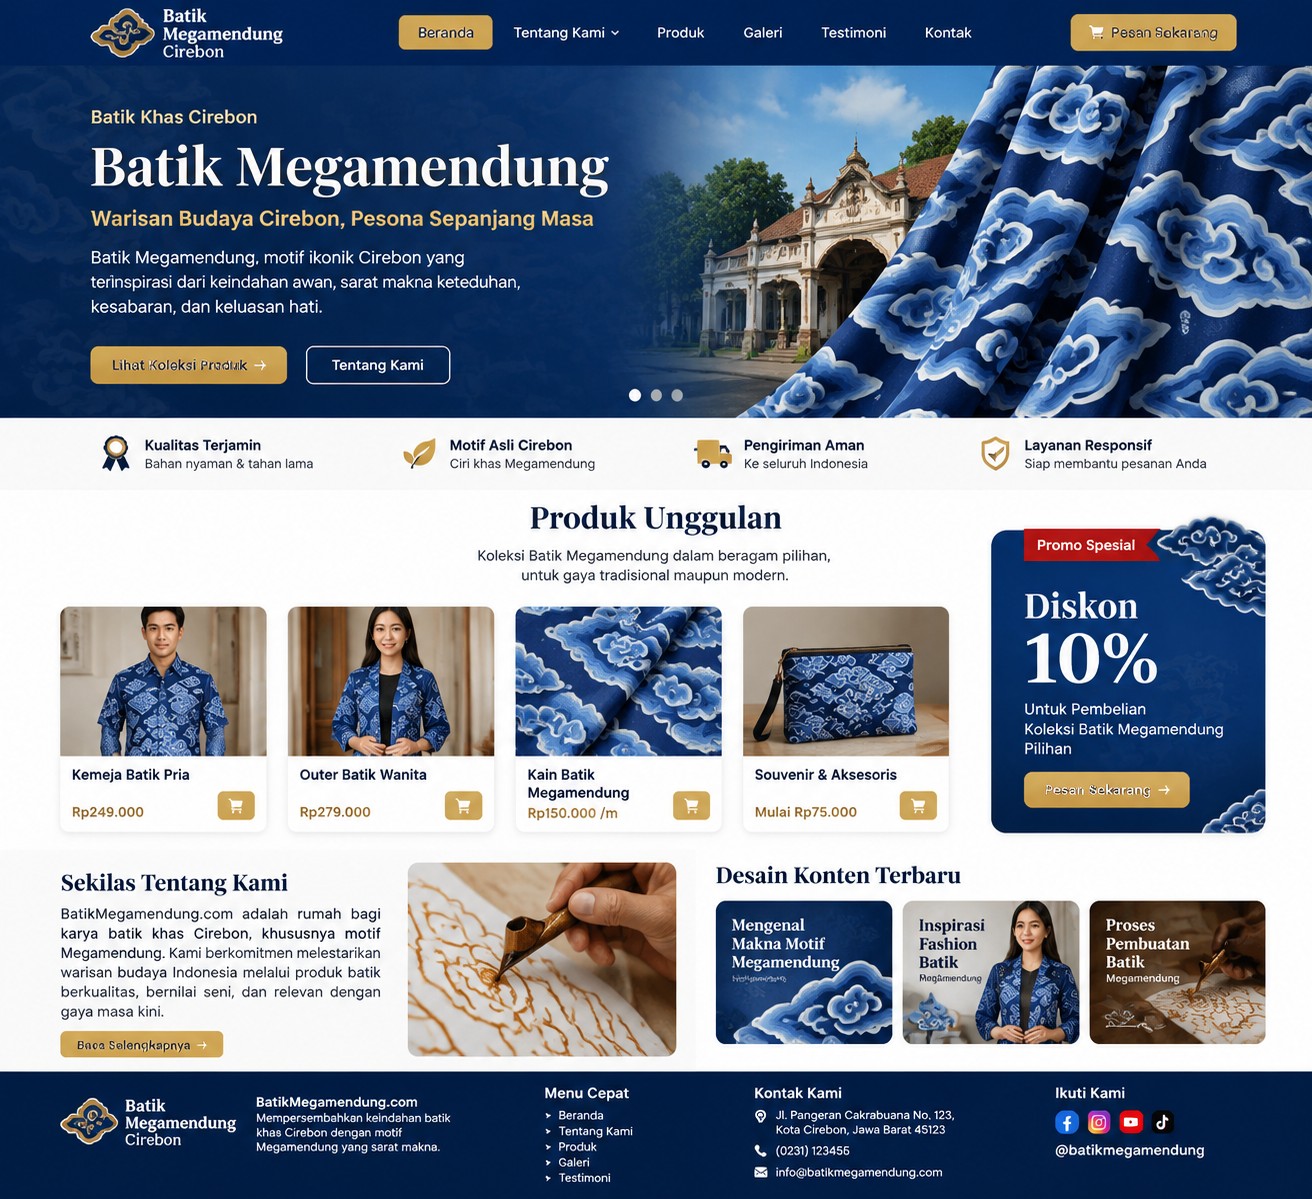 Batik
Megamendung
Cirebon
Beranda
Tentang Kami
Produk
Galeri
Testimoni
Kontak
Pesan Sekarang
Batik Khas Cirebon
Batik Megamendung
Warisan Budaya Cirebon, Pesona Sepanjang Masa
Batik Megamendung, motif ikonik Cirebon yang
terinspirasi dari keindahan awan, sarat makna keteduhan,
kesabaran, dan keluasan hati.
Lihat Koleksi Produk →
Tentang Kami
Kualitas Terjamin
Bahan nyaman & tahan lama
Motif Asli Cirebon
Ciri khas Megamendung
Pengiriman Aman
Ke seluruh Indonesia
Layanan Responsif
Siap membantu pesanan Anda
Produk Unggulan
Koleksi Batik Megamendung dalam beragam pilihan,
untuk gaya tradisional maupun modern.
Kemeja Batik Pria
Rp249.000
Outer Batik Wanita
Rp279.000
Kain Batik
Megamendung
Rp150.000 /m
Souvenir & Aksesoris
Mulai Rp75.000
Promo Spesial
Diskon
10%
Untuk Pembelian
Koleksi Batik Megamendung
Pilihan
Pesan Sekarang →
Sekilas Tentang Kami
BatikMegamendung.com adalah rumah bagi
karya batik khas Cirebon, khususnya motif
Megamendung. Kami berkomitmen melestarikan
warisan budaya Indonesia melalui produk batik
berkualitas, bernilai seni, dan relevan dengan
gaya masa kini.
Baca Selengkapnya →
Desain Konten Terbaru
Mengenal
Makna Motif
Megamendung
Inspirasi
Fashion
Batik
Megamendung
Proses
Pembuatan
Batik
Megamendung
Batik
Megamendung
Cirebon
BatikMegamendung.com
Mempersembahkan keindahan batik
khas Cirebon dengan motif
Megamendung yang sarat makna.
Menu Cepat
Beranda
Tentang Kami
Produk
Galeri
Testimoni
Kontak Kami
Jl. Pangeran Cakrabuana No. 123,
Kota Cirebon, Jawa Barat 45123
(0231) 123456
info@batikmegamendung.com
Ikuti Kami
@batikmegamendung